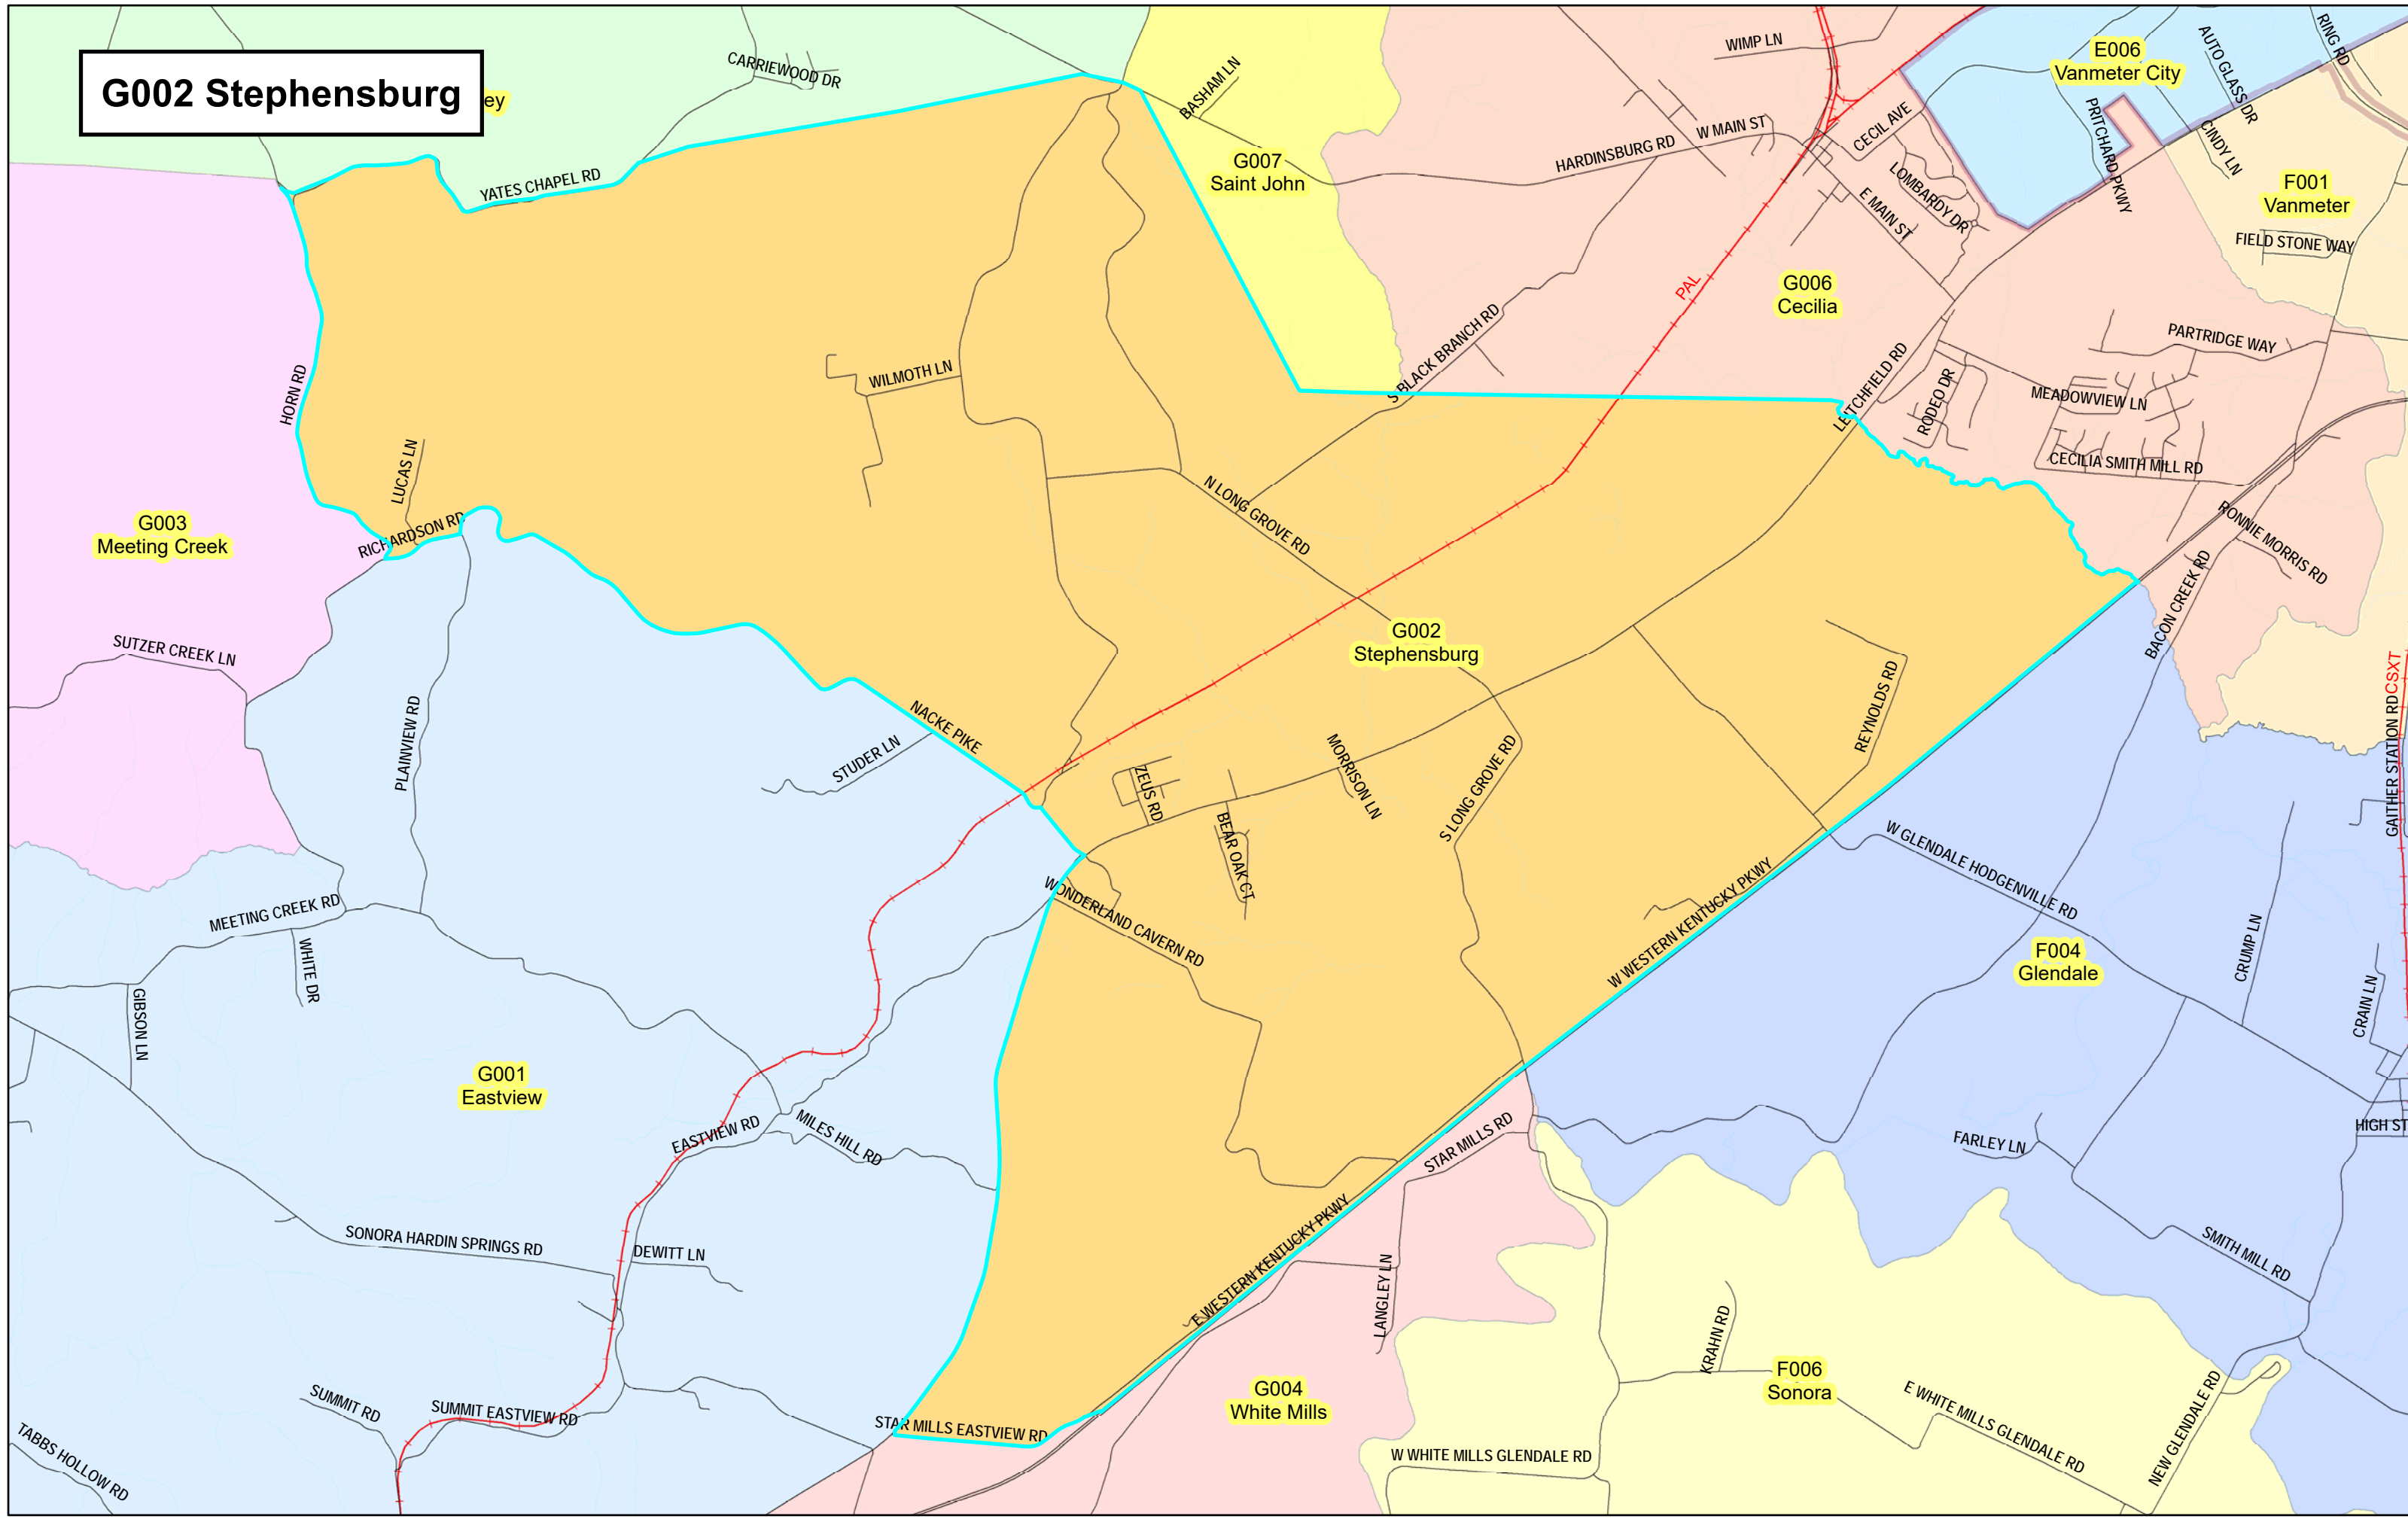 G002 Stephensburg
ey
CARRIEWOOD DR
YATES CHAPEL RD
BASHAM LN
G007
Saint John
WIMP LN
HARDINSBURG RD
W MAIN ST
CECIL AVE
LOMBARDY DR
E MAIN ST
E006
Vanmeter City
AUTO GLASS DR
RING RD
PRITCHARD PKWY
CINDY LN
F001
Vanmeter
FIELD STONE WAY
PAL
G006
Cecilia
PARTRIDGE WAY
S BLACK BRANCH RD
LEITCHFIELD RD
RODEO DR
MEADOWVIEW LN
CECILIA SMITH MILL RD
RONNIE MORRIS RD
BACON CREEK RD
HORN RD
WILMOTH LN
LUCAS LN
RICHARDSON RD
N LONG GROVE RD
G003
Meeting Creek
SUTZER CREEK LN
PLAINVIEW RD
G002
Stephensburg
REYNOLDS RD
NACKE PIKE
STUDER LN
ZEUS RD
MORRISON LN
S LONG GROVE RD
BEAR OAK CT
CSXT
GAITHER STATION RD
W GLENDALE HODGENVILLE RD
WONDERLAND CAVERN RD
W WESTERN KENTUCKY PKWY
MEETING CREEK RD
WHITE DR
GIBSON LN
F004
Glendale
CRUMP LN
CRAIN LN
G001
Eastview
EASTVIEW RD
MILES HILL RD
STAR MILLS RD
FARLEY LN
HIGH ST
SONORA HARDIN SPRINGS RD
DEWITT LN
E WESTERN KENTUCKY PKWY
LANGLEY LN
SMITH MILL RD
KRAHN RD
F006
Sonora
G004
White Mills
SUMMIT RD
SUMMIT EASTVIEW RD
STAR MILLS EASTVIEW RD
TABBS HOLLOW RD
W WHITE MILLS GLENDALE RD
E WHITE MILLS GLENDALE RD
NEW GLENDALE RD